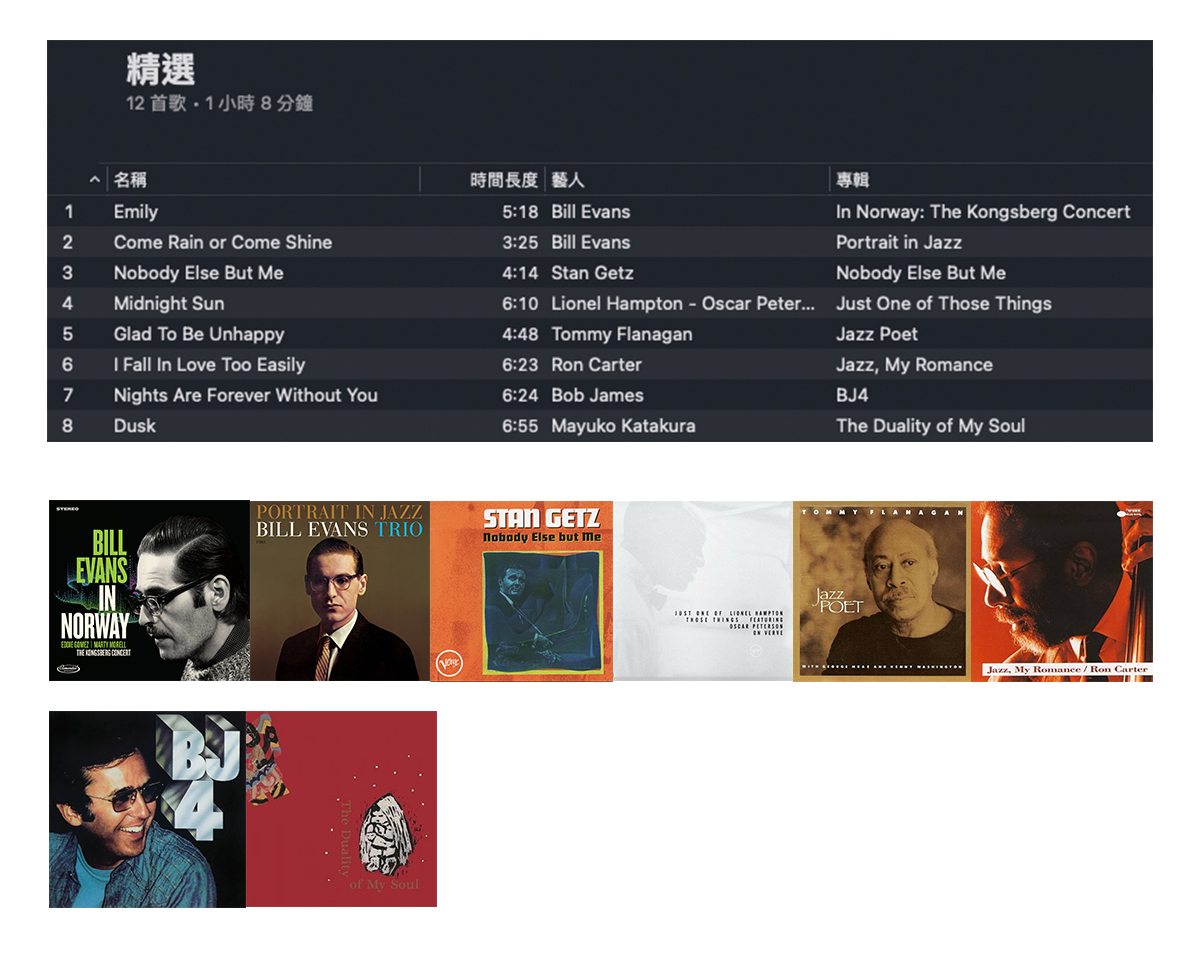 精選
12 首歌・1 小時 8 分鐘
名稱 時間長度 藝人 專輯
1 Emily 5:18 Bill Evans In Norway: The Kongsberg Concert
2 Come Rain or Come Shine 3:25 Bill Evans Portrait in Jazz
3 Nobody Else But Me 4:14 Stan Getz Nobody Else But Me
4 Midnight Sun 6:10 Lionel Hampton - Oscar Peter... Just One of Those Things
5 Glad To Be Unhappy 4:48 Tommy Flanagan Jazz Poet
6 I Fall In Love Too Easily 6:23 Ron Carter Jazz, My Romance
7 Nights Are Forever Without You 6:24 Bob James BJ4
8 Dusk 6:55 Mayuko Katakura The Duality of My Soul
STEREO
BILL
EVANS
IN
NORWAY
EDDIE GOMEZ | MARTY MORELL
THE KONGSBERG CONCERT
PORTRAIT IN JAZZ
BILL EVANS TRIO
STAN GETZ
Nobody Else but Me
Verve
JUST ONE OF LIONEL HAMPTON
THOSE THINGS FEATURING
OSCAR PETERSON
ON VERVE
TOMMY FLANAGAN
Jazz
POET
WITH GEORGE MRAZ AND KENNY WASHINGTON
Jazz, My Romance / Ron Carter
BJ
4
The Duality
of My Soul